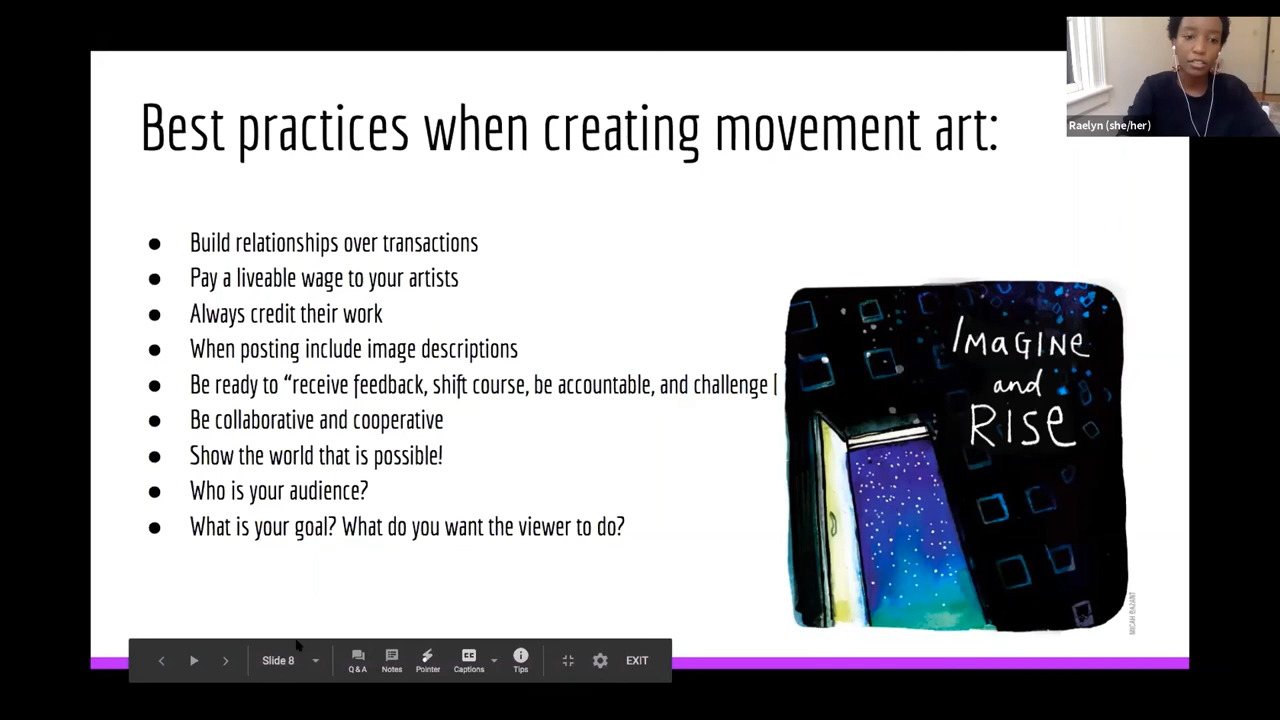 Best practices when creating movement art:
Raelyn (she/her)
● Build relationships over transactions
● Pay a liveable wage to your artists
● Always credit their work
● When posting include image descriptions
● Be ready to “receive feedback, shift course, be accountable, and challenge [
● Be collaborative and cooperative
● Show the world that is possible!
● Who is your audience?
● What is your goal? What do you want the viewer to do?
IMaGINe
and
RISe
MICAH BAZANT
Slide 8
Q & A
Notes
Pointer
Captions
Tips
EXIT